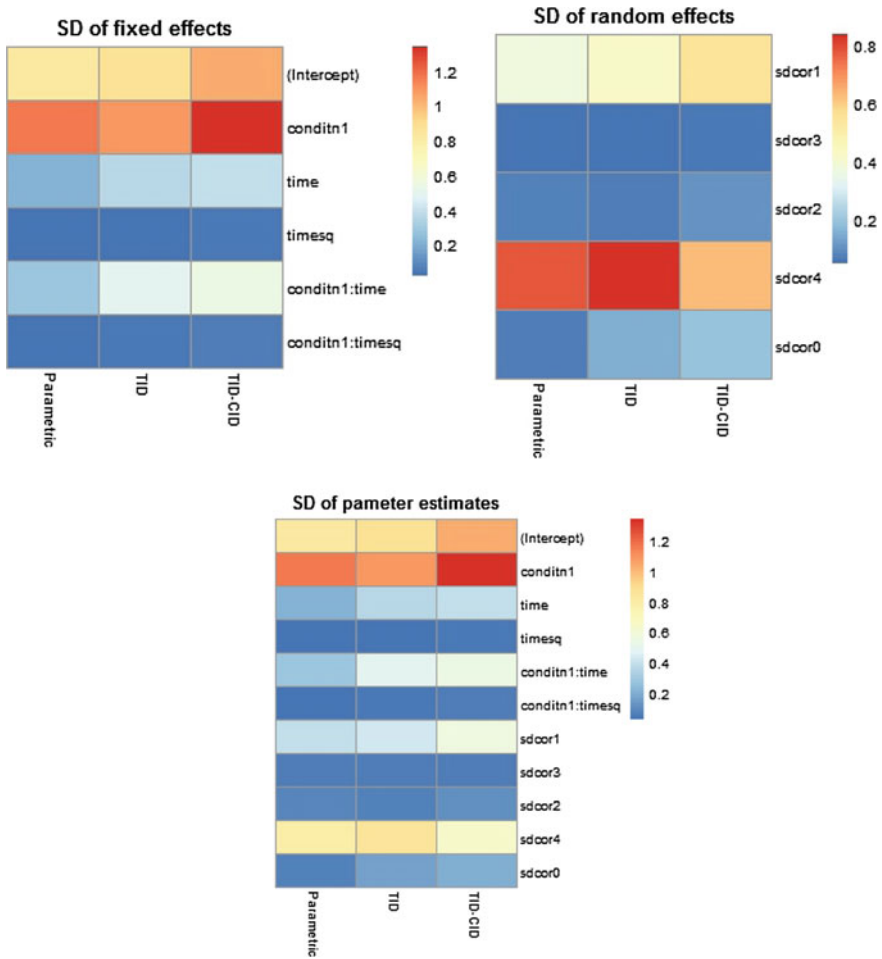 SD of fixed effects
(Intercept)
conditn1
time
timesq
conditn1:time
conditn1:timesq
1.2
1
0.8
0.6
0.4
0.2
Parametric
TID
TID-CID
SD of random effects
sdcor1
sdcor3
sdcor2
sdcor4
sdcor0
0.8
0.6
0.4
0.2
Parametric
TID
TID-CID
SD of pameter estimates
(Intercept)
conditn1
time
timesq
conditn1:time
conditn1:timesq
sdcor1
sdcor3
sdcor2
sdcor4
sdcor0
1.2
1
0.8
0.6
0.4
0.2
Parametric
TID
TID-CID